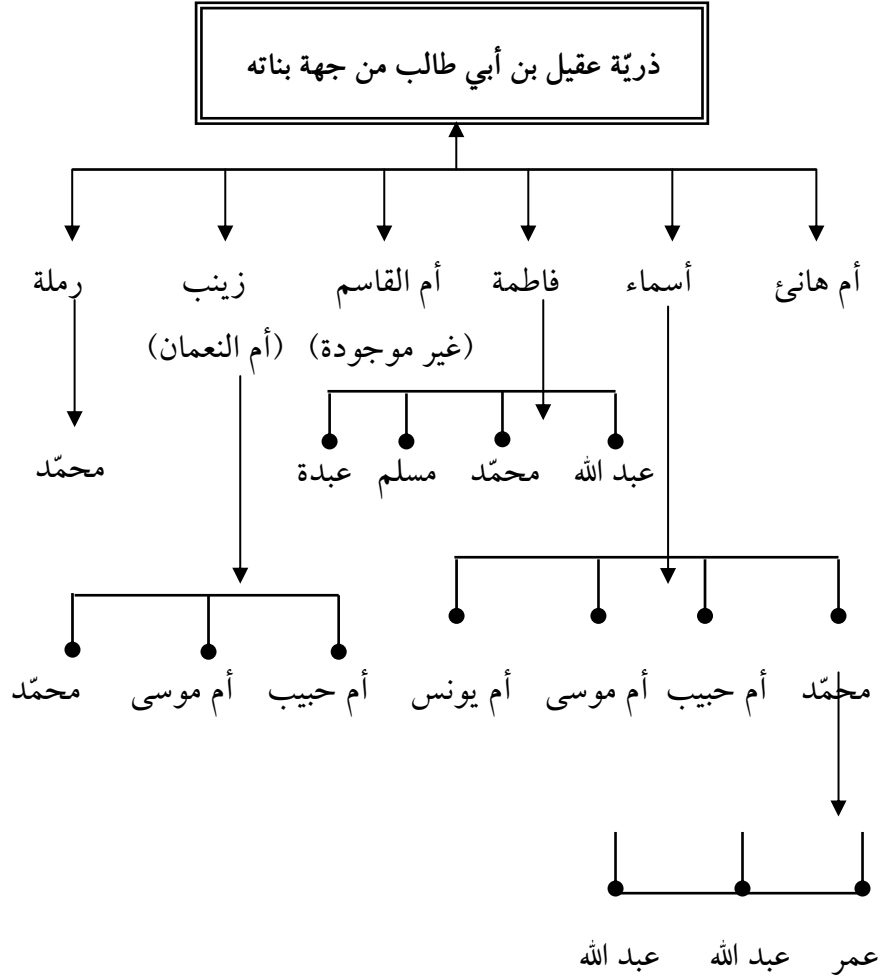 ذريّة عقيل بن أبي طالب من جهة بناته
أم هانئ أسماء فاطمة أم القاسم زينب رملة
(غير موجودة) (أم النعمان)
عبد الله محمّد مسلم عبدة محمّد
محمّد أم حبيب أم موسى أم يونس أم حبيب أم موسى محمّد
عمر عبد الله عبد الله